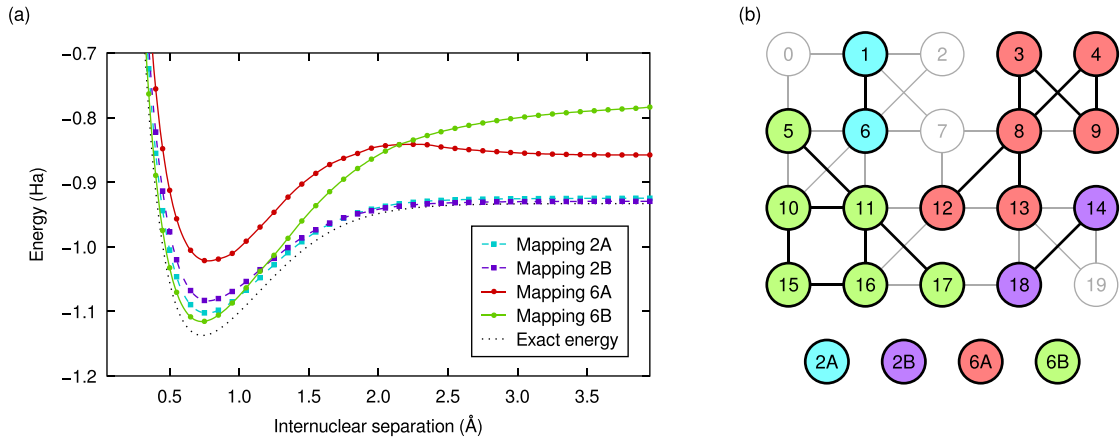 (a)
−0.7
−0.8
−0.9
−1.0
−1.1
−1.2
Energy (Ha)
0.5 1.0 1.5 2.0 2.5 3.0 3.5
Internuclear separation (Å)
Mapping 2A
Mapping 2B
Mapping 6A
Mapping 6B
Exact energy
(b)
0 1 2 3 4
5 6 7 8 9
10 11 12 13 14
15 16 17 18 19
2A 2B 6A 6B